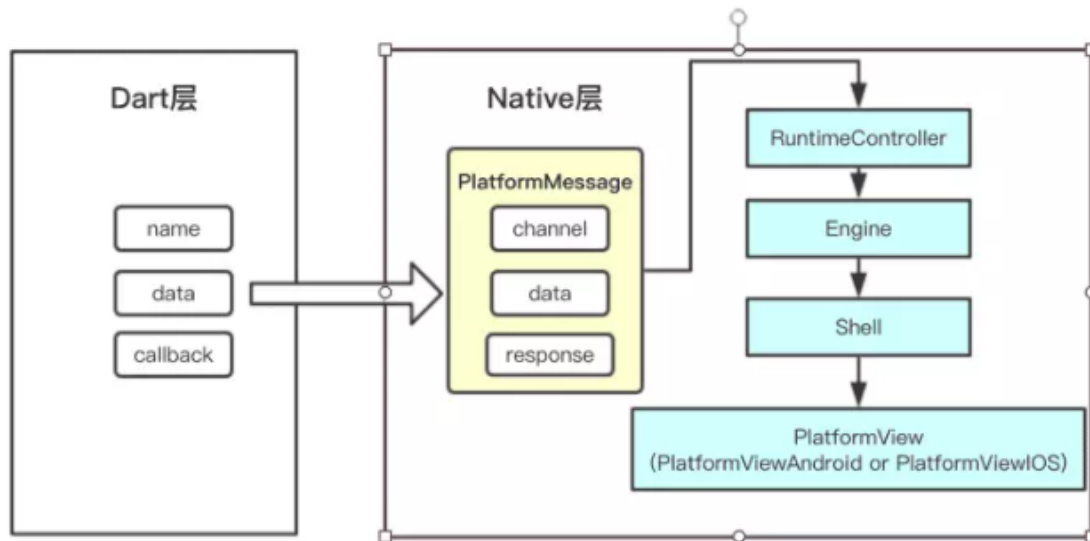 Dart层
name
data
callback
Native层
PlatformMessage
channel
data
response
RuntimeController
Engine
Shell
PlatformView
(PlatformViewAndroid or PlatformViewIOS)